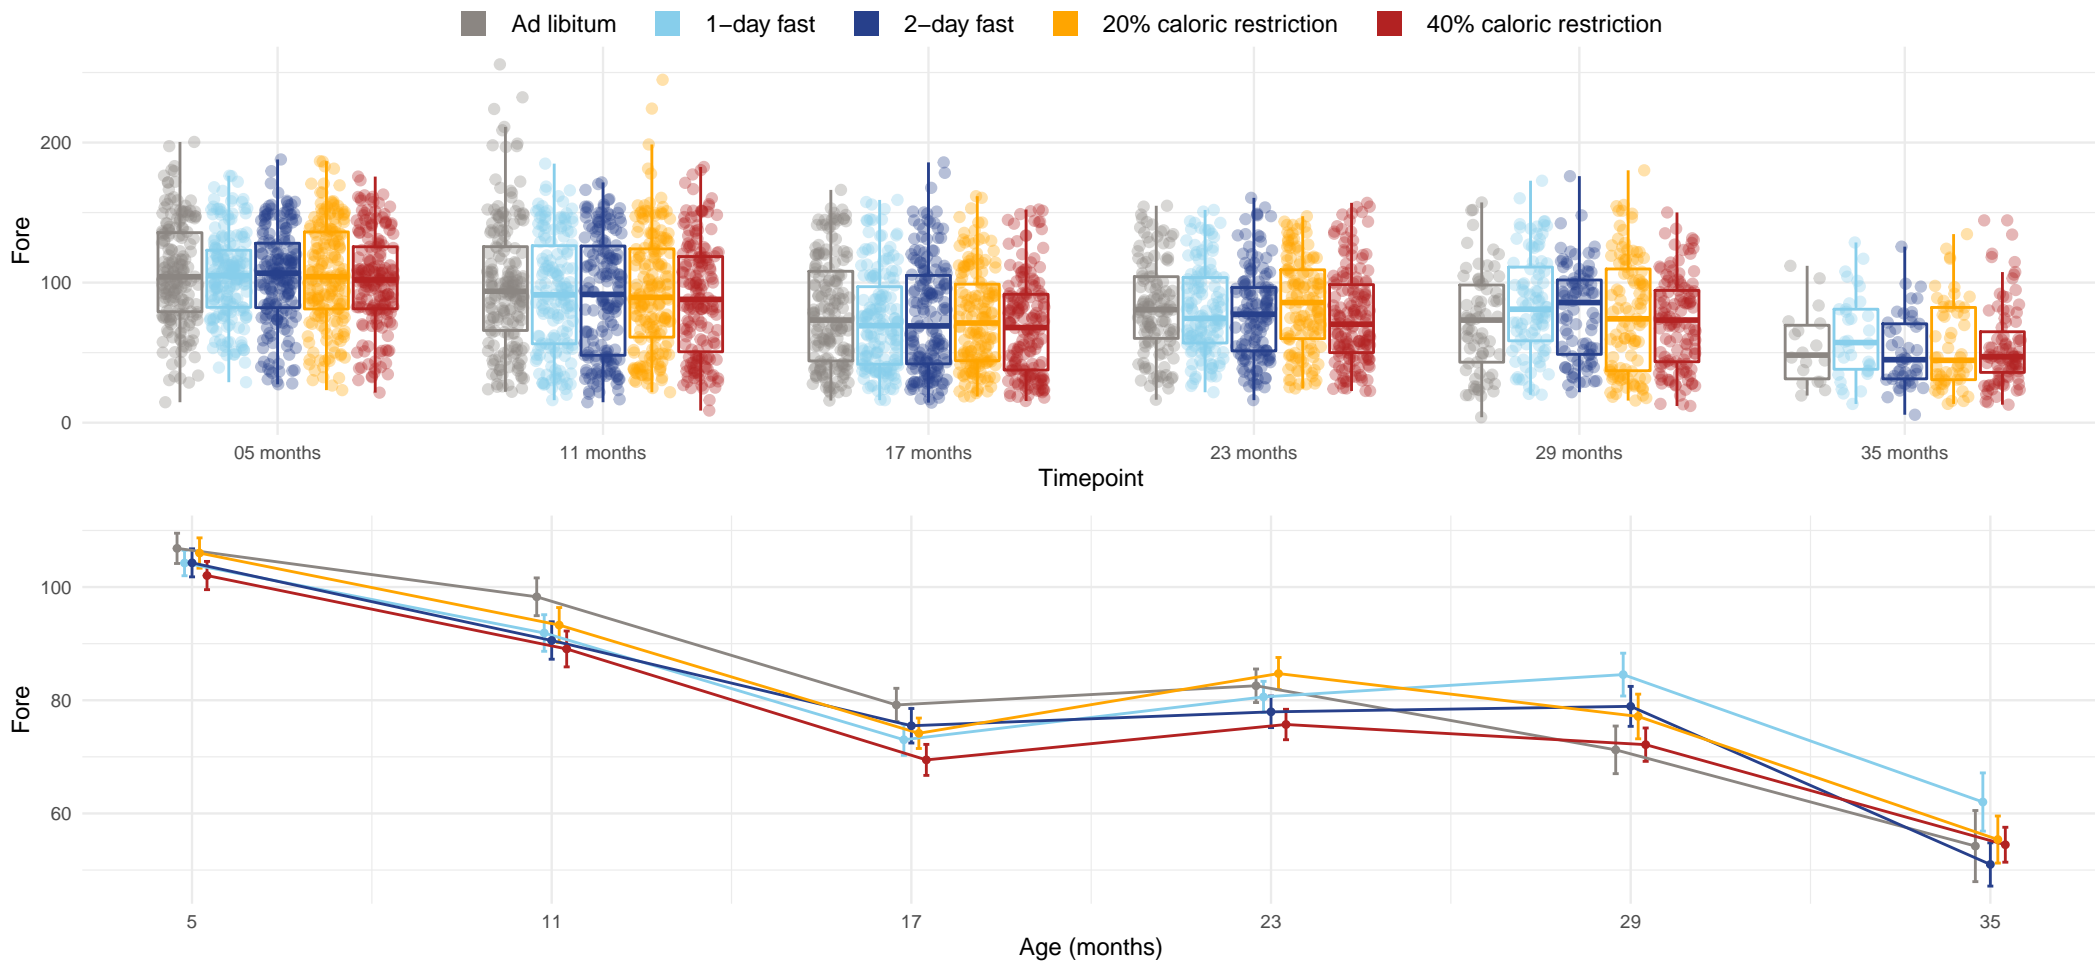 Ad libitum 1−day fast 2−day fast 20% caloric restriction 40% caloric restriction
Fore
200
100
0
05 months 11 months 17 months 23 months 29 months 35 months
Timepoint
Fore
100
80
60
5 11 17 23 29 35
Age (months)